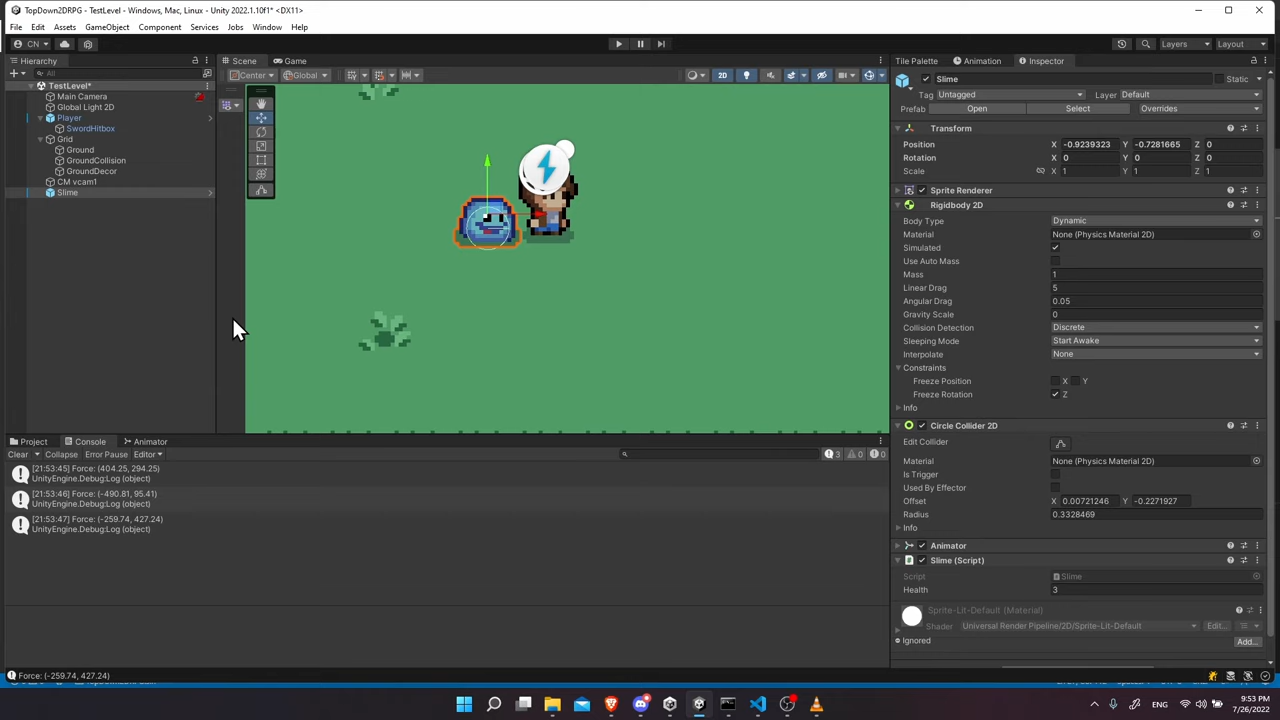 TopDown2DRPG - TestLevel - Windows, Mac, Linux - Unity 2022.1.10f1* <DX11>
File Edit Assets GameObject Component Services Jobs Window Help
CN
Layers Layout
Hierarchy
All
TestLevel*
Main Camera
Global Light 2D
Player
SwordHitbox
Grid
Ground
GroundCollision
GroundDecor
CM vcam1
Slime
Scene Game
Center Global 2D
Tile Palette Animation Inspector
Slime Static
Tag Untagged Layer Default
Prefab Open Select Overrides
Transform
Position X -0.9239323 Y -0.7281665 Z 0
Rotation X 0 Y 0 Z 0
Scale X 1 Y 1 Z 1
Sprite Renderer
Rigidbody 2D
Body Type Dynamic
Material None (Physics Material 2D)
Simulated
Use Auto Mass
Mass 1
Linear Drag 5
Angular Drag 0.05
Gravity Scale 0
Collision Detection Discrete
Sleeping Mode Start Awake
Interpolate None
Constraints
Freeze Position X Y
Freeze Rotation Z
Info
Circle Collider 2D
Edit Collider
Material None (Physics Material 2D)
Is Trigger
Used By Effector
Offset X 0.00721246 Y -0.2271927
Radius 0.3328469
Info
Animator
Slime (Script)
Script Slime
Health 3
Sprite-Lit-Default (Material)
Shader Universal Render Pipeline/2D/Sprite-Lit-Default Edit...
Ignored Add...
Project Console Animator
Clear Collapse Error Pause Editor 3 0 0
[21:53:45] Force: (404.25, 294.25)
UnityEngine.Debug:Log (object)
[21:53:46] Force: (-490.81, 95.41)
UnityEngine.Debug:Log (object)
[21:53:47] Force: (-259.74, 427.24)
UnityEngine.Debug:Log (object)
Force: (-259.74, 427.24)
ENG 9:53 PM
7/26/2022